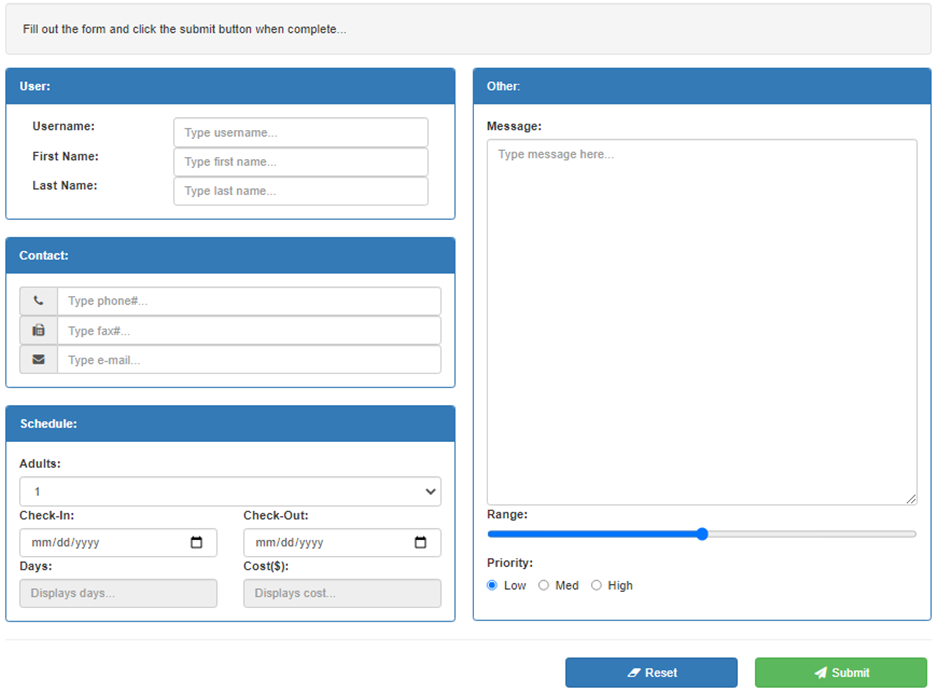 Fill out the form and click the submit button when complete...
User:
Username:
Type username...
First Name:
Type first name...
Last Name:
Type last name...
Contact:
Type phone#...
Type fax#...
Type e-mail...
Schedule:
Adults:
1
Check-In: Check-Out:
mm/dd/yyyy mm/dd/yyyy
Days: Cost($):
Displays days... Displays cost...
Other:
Message:
Type message here...
Range:
Priority:
Low Med High
Reset Submit